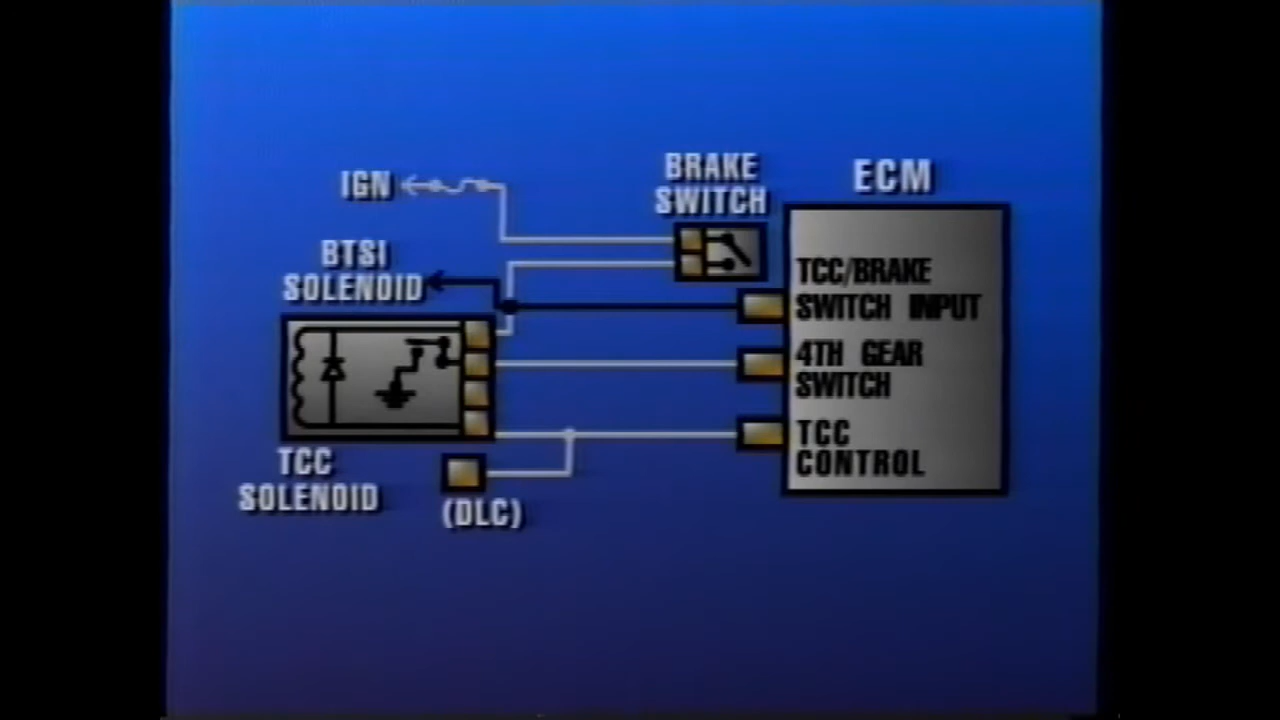 IGN
BRAKE
SWITCH
ECM
BTSI
SOLENOID
TCC/BRAKE
SWITCH INPUT
4TH GEAR
SWITCH
TCC
CONTROL
TCC
SOLENOID
(DLC)